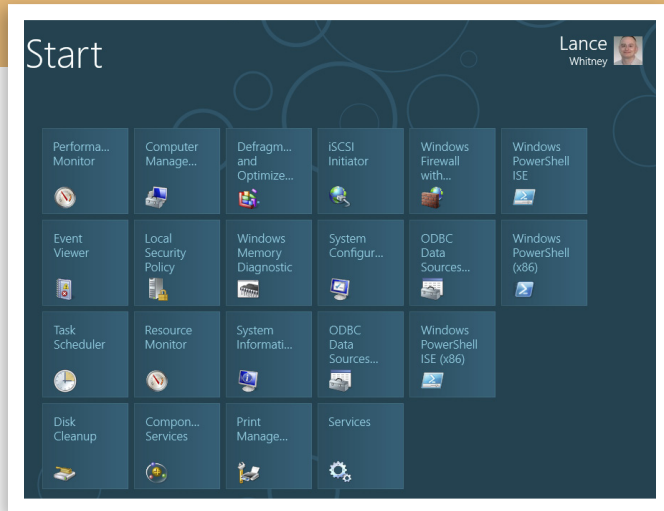 Start
Lance
Whitney
Performa...
Monitor
Computer
Manage...
Defragm...
and
Optimize...
iSCSI
Initiator
Windows
Firewall
with...
Windows
PowerShell
ISE
Event
Viewer
Local
Security
Policy
Windows
Memory
Diagnostic
System
Configur...
ODBC
Data
Sources...
Windows
PowerShell
(x86)
Task
Scheduler
Resource
Monitor
System
Informati...
ODBC
Data
Sources...
Windows
PowerShell
ISE (x86)
Disk
Cleanup
Compon...
Services
Print
Manage...
Services